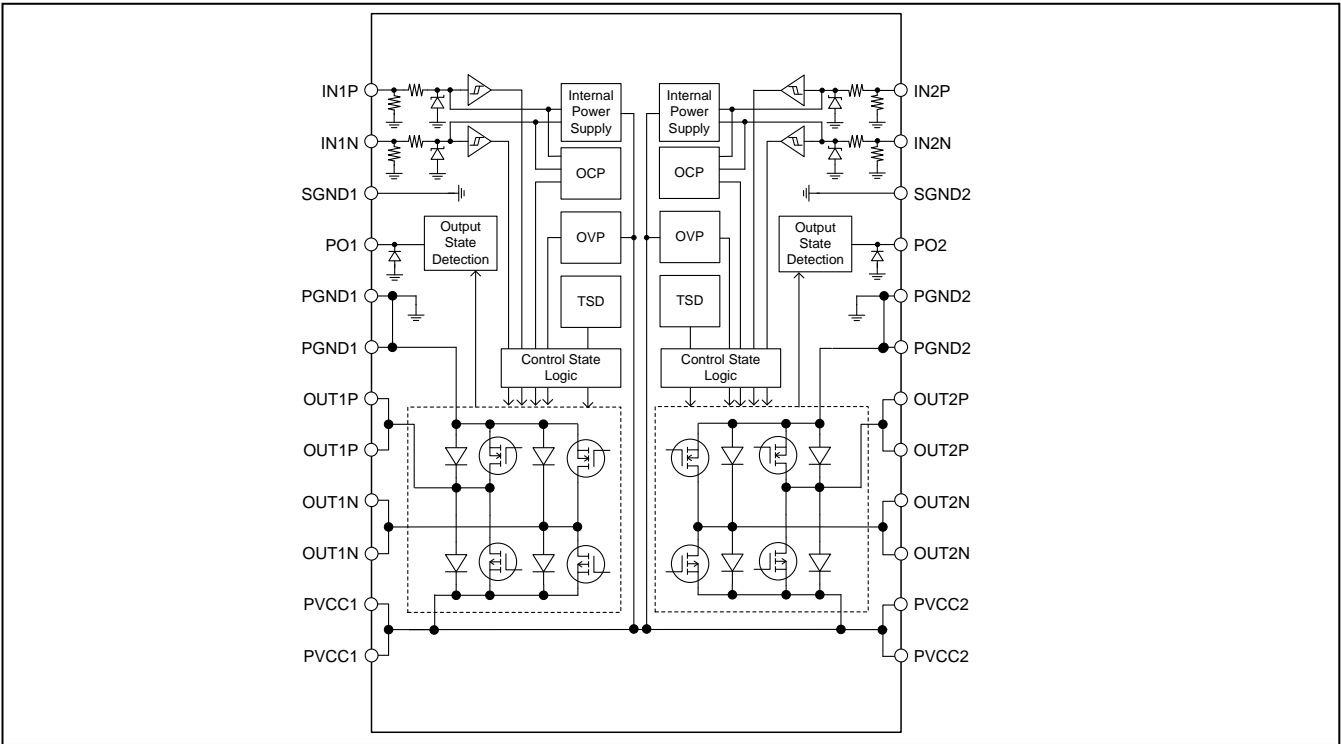 IN1P
IN1N
SGND1
PO1
PGND1
PGND1
OUT1P
OUT1P
OUT1N
OUT1N
PVCC1
PVCC1
Internal
Power
Supply
OCP
OVP
TSD
Output
State
Detection
Control State
Logic
Internal
Power
Supply
OCP
OVP
TSD
Output
State
Detection
Control State
Logic
IN2P
IN2N
SGND2
PO2
PGND2
PGND2
OUT2P
OUT2P
OUT2N
OUT2N
PVCC2
PVCC2